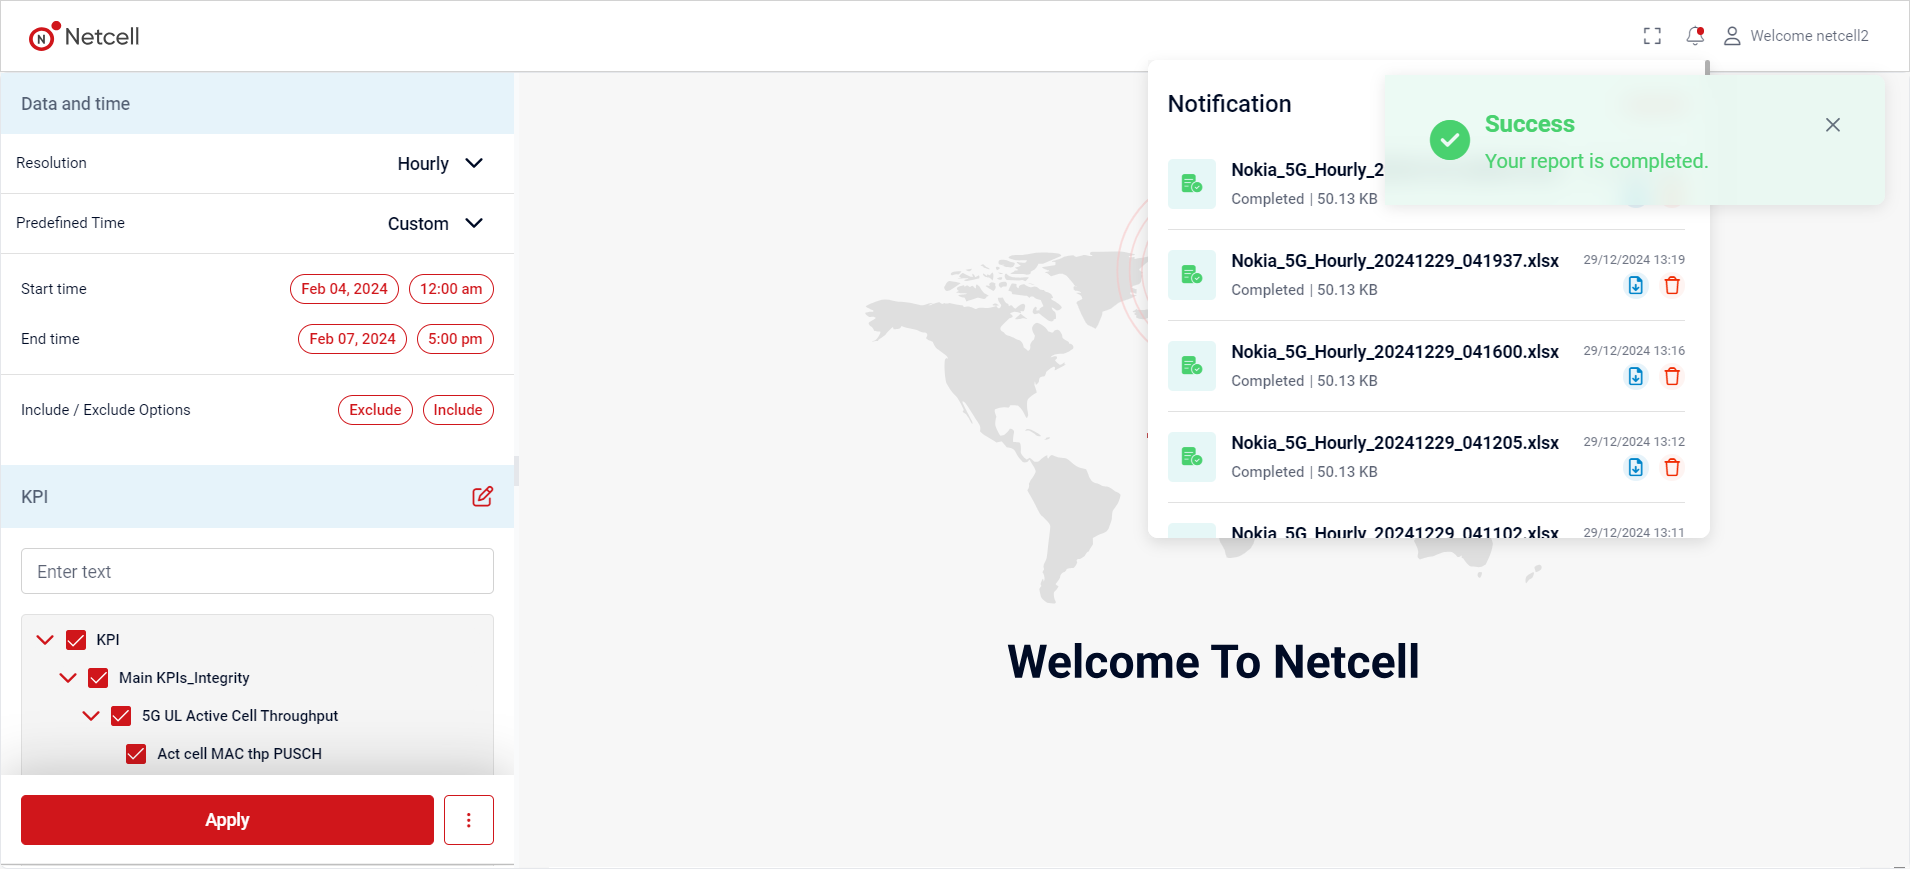 N Netcell
Welcome netcell2
Data and time
Resolution Hourly
Predefined Time Custom
Start time Feb 04, 2024 12:00 am
End time Feb 07, 2024 5:00 pm
Include / Exclude Options Exclude Include
KPI
Enter text
KPI
Main KPIs_Integrity
5G UL Active Cell Throughput
Act cell MAC thp PUSCH
Apply
Notification
Success
Your report is completed.
Nokia_5G_Hourly_2
Completed | 50.13 KB
Nokia_5G_Hourly_20241229_041937.xlsx 29/12/2024 13:19
Completed | 50.13 KB
Nokia_5G_Hourly_20241229_041600.xlsx 29/12/2024 13:16
Completed | 50.13 KB
Nokia_5G_Hourly_20241229_041205.xlsx 29/12/2024 13:12
Completed | 50.13 KB
Nokia_5G_Hourly_20241229_041102.xlsx 29/12/2024 13:11
Welcome To Netcell